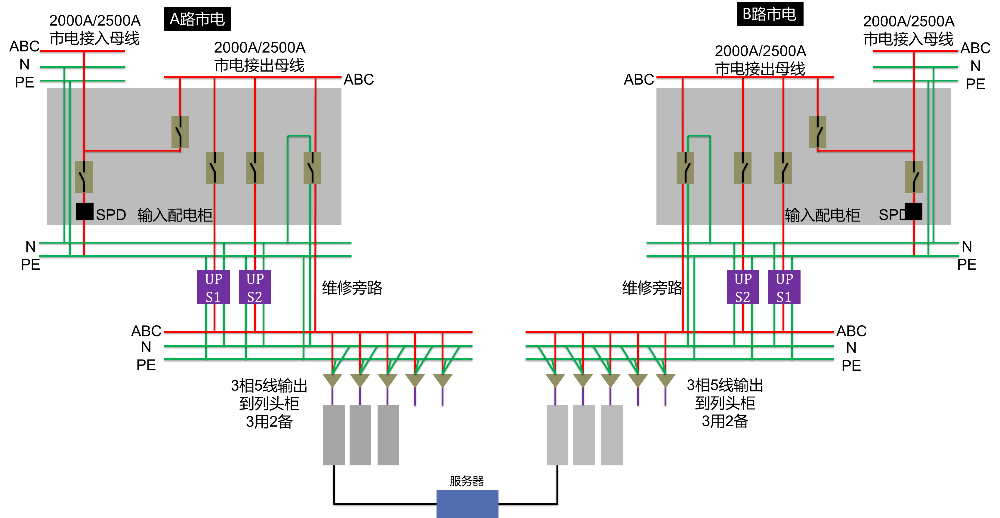 A路市电
B路市电
2000A/2500A
市电接入母线
2000A/2500A
市电接入母线
ABC
N
PE
2000A/2500A
市电接出母线
ABC
2000A/2500A
市电接出母线
ABC
ABC
N
PE
SPD
输入配电柜
输入配电柜
SPD
N
PE
N
PE
UP
S1
UP
S2
维修旁路
维修旁路
UP
S2
UP
S1
ABC
N
PE
ABC
N
PE
3相5线输出
到列头柜
3用2备
3相5线输出
到列头柜
3用2备
服务器